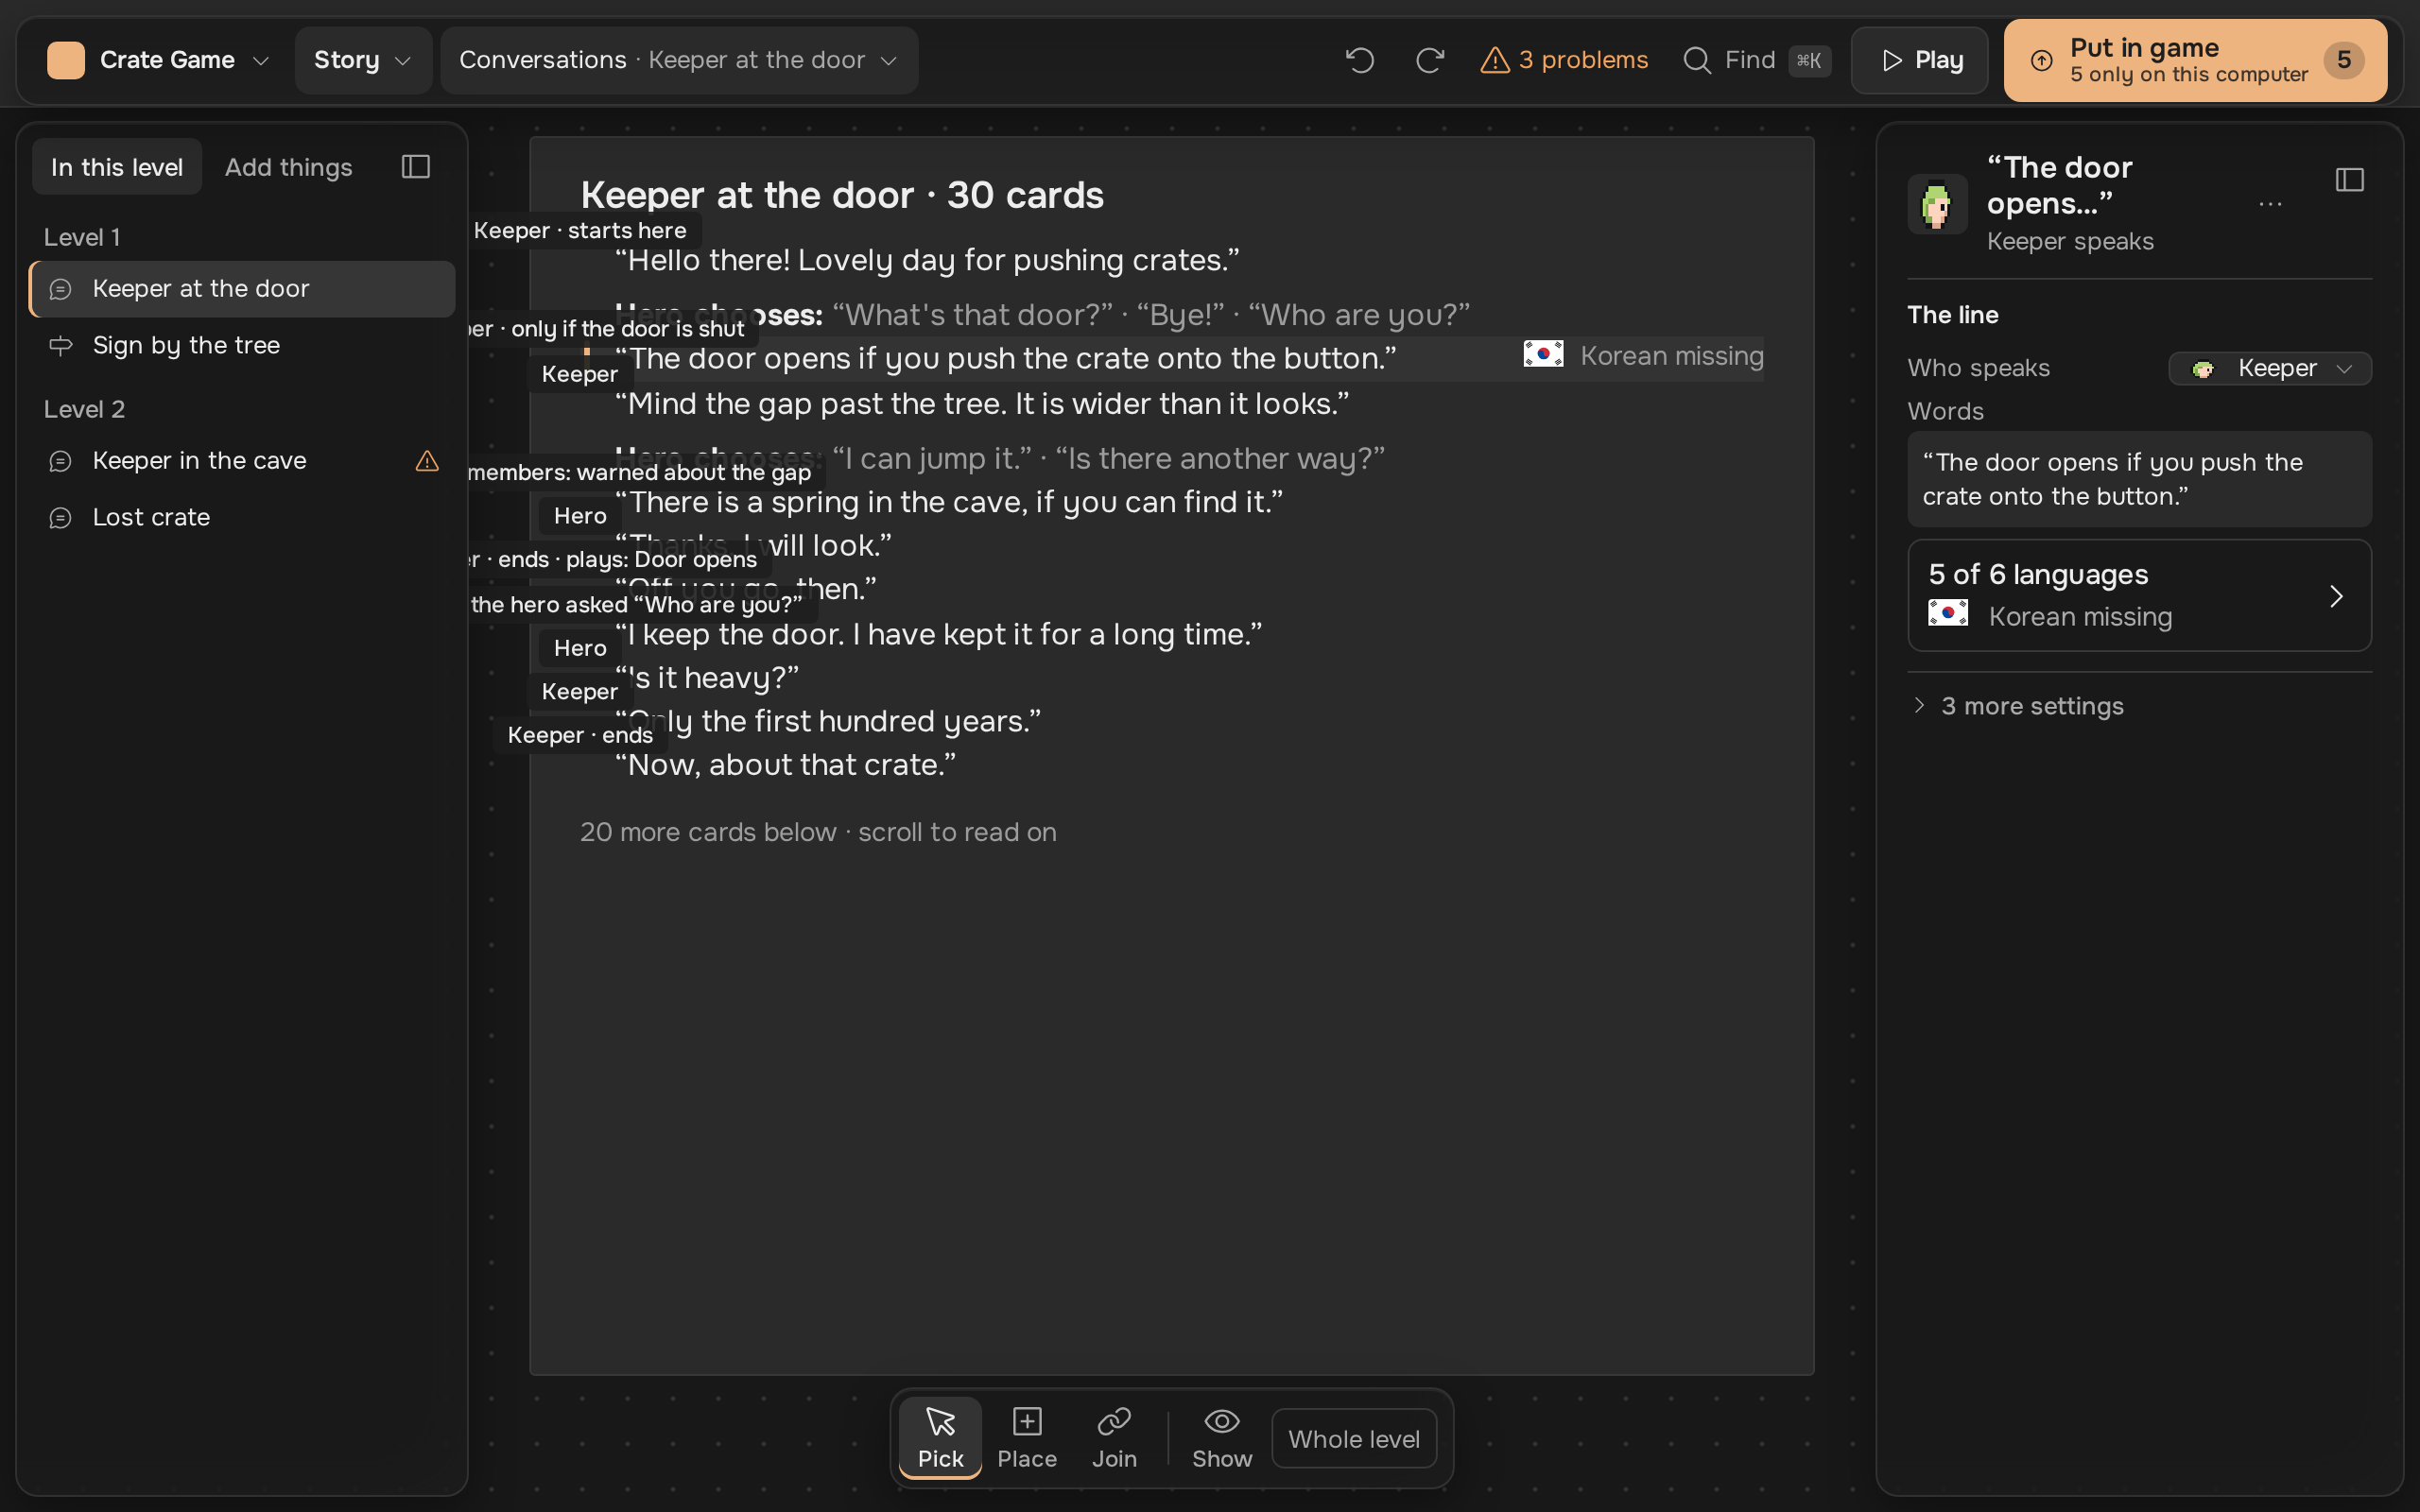 Crate Game
Story
Conversations · Keeper at the door
3 problems
Find ⌘K
Play
Put in game
5 only on this computer
5
In this level
Add things
Level 1
Keeper at the door
Sign by the tree
Level 2
Keeper in the cave
Lost crate
Keeper at the door · 30 cards
Keeper · starts here
“Hello there! Lovely day for pushing crates.”
Hero chooses: “What's that door?” · “Bye!” · “Who are you?”
· only if the door is shut
“The door opens if you push the crate onto the button.”
Korean missing
Keeper
“Mind the gap past the tree. It is wider than it looks.”
Hero chooses: “I can jump it.” · “Is there another way?”
warned about the gap
“There is a spring in the cave, if you can find it.”
Hero
“Thanks, I will look.”
· ends · plays: Door opens
“Off you go, then.”
the hero asked “Who are you?”
“I keep the door. I have kept it for a long time.”
Hero
“Is it heavy?”
Keeper
“Only the first hundred years.”
Keeper · ends
“Now, about that crate.”
20 more cards below · scroll to read on
Pick
Place
Join
Show
Whole level
“The door
opens…”
Keeper speaks
The line
Who speaks
Keeper
Words
“The door opens if you push the
crate onto the button.”
5 of 6 languages
Korean missing
3 more settings